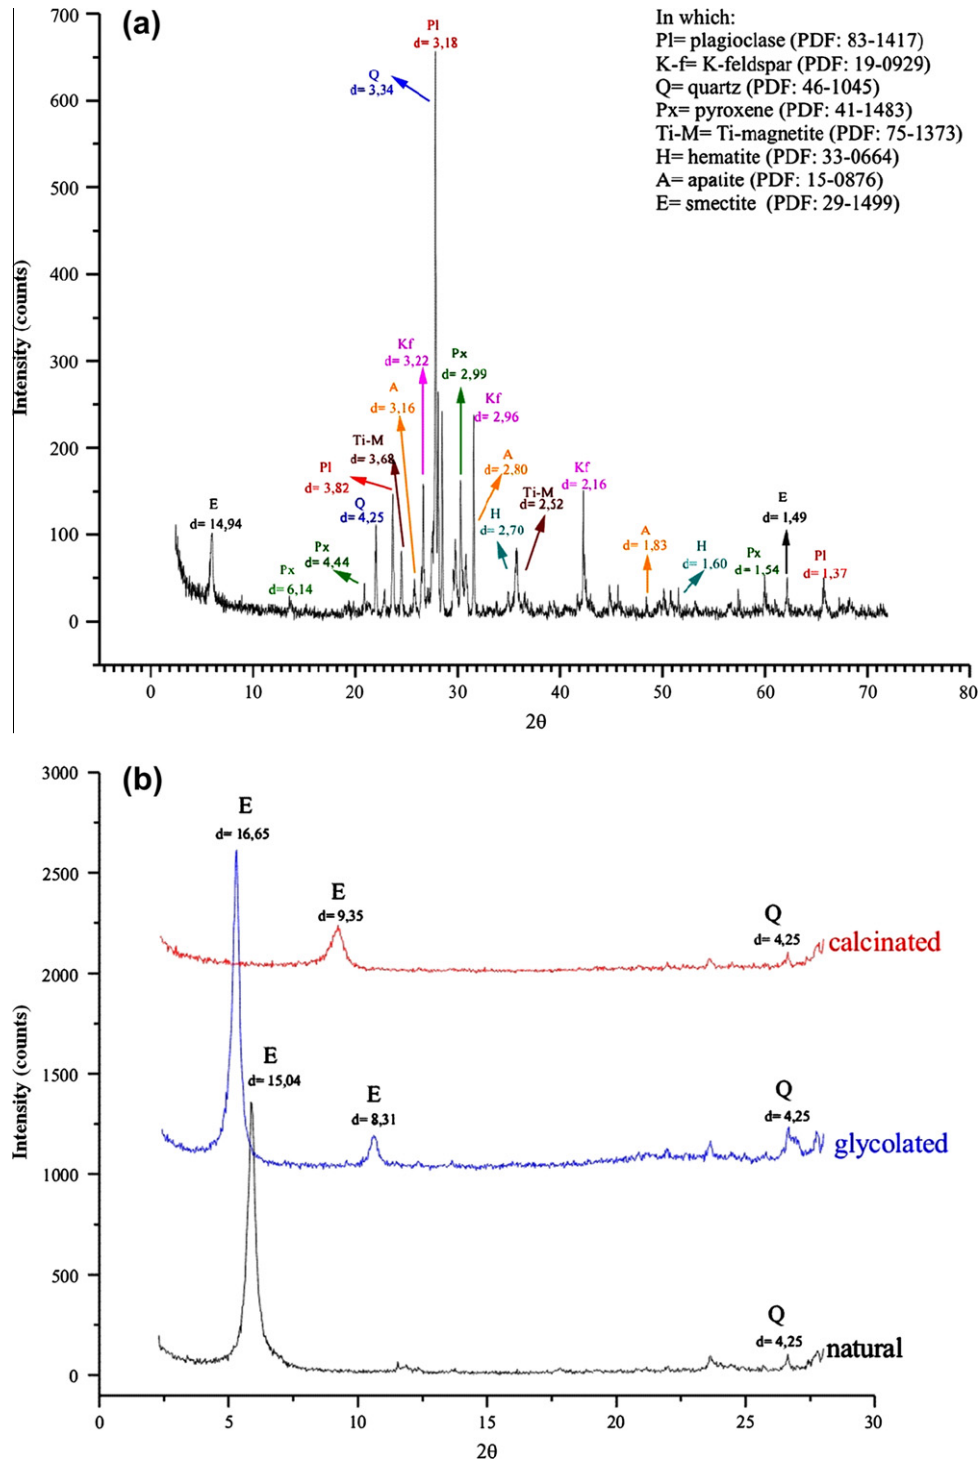 (a)
In which:
Pl= plagioclase (PDF: 83-1417)
K-f= K-feldspar (PDF: 19-0929)
Q= quartz (PDF: 46-1045)
Px= pyroxene (PDF: 41-1483)
Ti-M= Ti-magnetite (PDF: 75-1373)
H= hematite (PDF: 33-0664)
A= apatite (PDF: 15-0876)
E= smectite (PDF: 29-1499)
Pl
d= 3,18
Q
d= 3,34
Kf
d= 3,22
Px
d= 2,99
A
d= 3,16
Kf
d= 2,96
Ti-M
d= 3,68
Pl
d= 3,82
A
d= 2,80
Kf
d= 2,16
Ti-M
d= 2,52
E
d= 14,94
Q
d= 4,25
H
d= 2,70
E
d= 1,49
A
d= 1,83
Px
d= 4,44
H
d= 1,60
Px
d= 1,54
Pl
d= 1,37
Px
d= 6,14
700
600
500
400
300
200
100
0
Intensity (counts)
0 10 20 30 40 50 60 70 80
2θ
(b)
E
d= 16,65
E
d= 9,35
Q
d= 4,25
calcinated
E
d= 15,04
E
d= 8,31
Q
d= 4,25
glycolated
Q
d= 4,25
natural
3000
2500
2000
1500
1000
500
0
Intensity (counts)
0 5 10 15 20 25 30
2θ